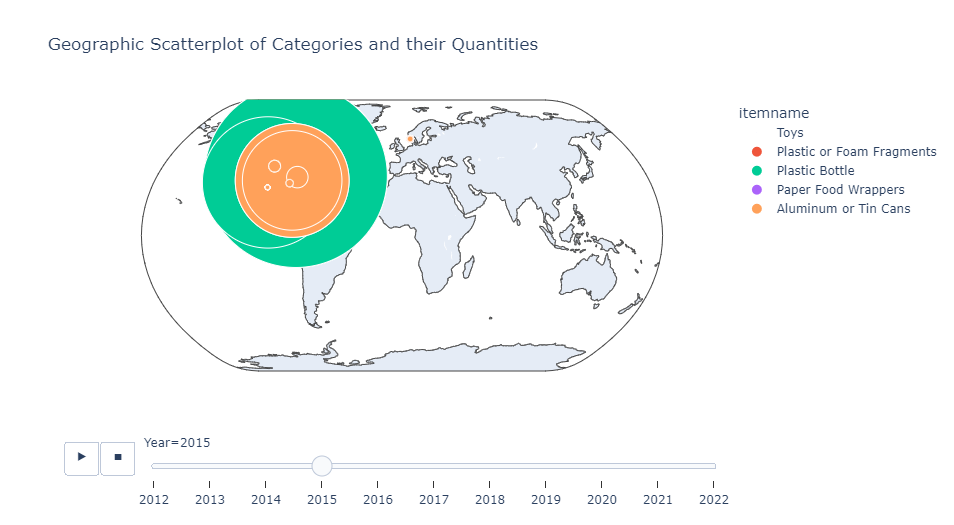 Geographic Scatterplot of Categories and their Quantities
itemname
Toys
Plastic or Foam Fragments
Plastic Bottle
Paper Food Wrappers
Aluminum or Tin Cans
Year=2015
2012 2013 2014 2015 2016 2017 2018 2019 2020 2021 2022